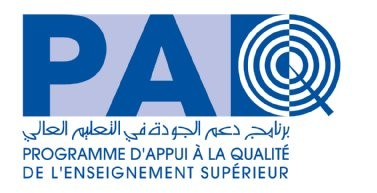 PAQ
برنامج دعم الجودة في التعليم العالي
PROGRAMME D'APPUI À LA QUALITÉ
DE L'ENSEIGNEMENT SUPÉRIEUR